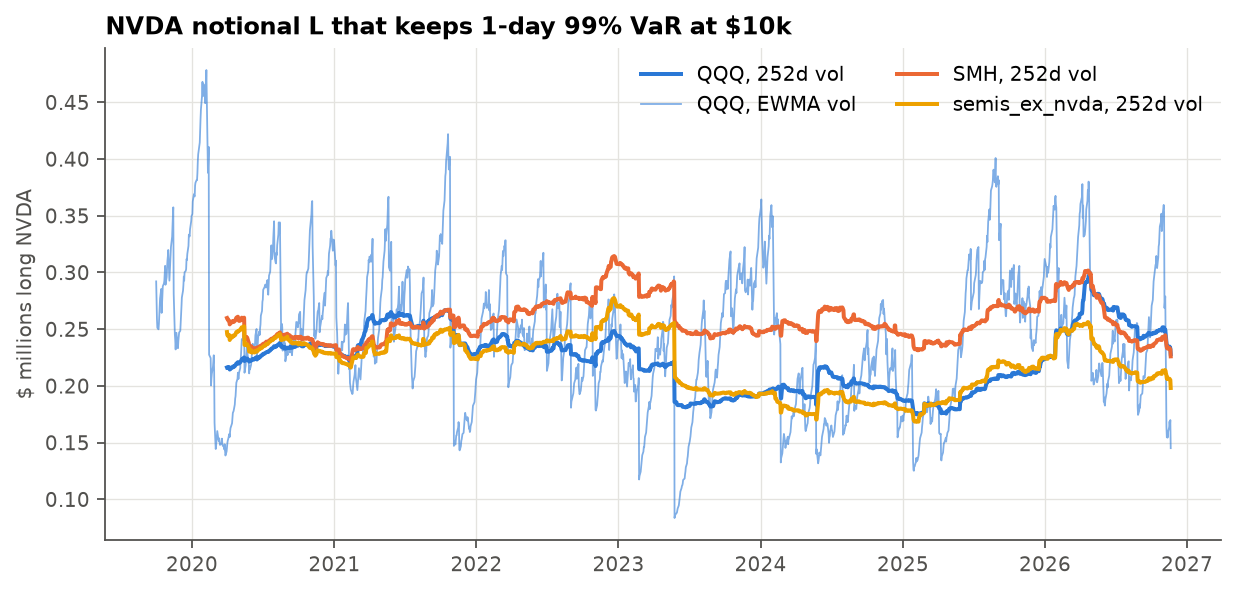 NVDA notional L that keeps 1-day 99% VaR at $10k
QQQ, 252d vol
QQQ, EWMA vol
SMH, 252d vol
semis_ex_nvda, 252d vol
$ millions long NVDA
0.45
0.40
0.35
0.30
0.25
0.20
0.15
0.10
2020 2021 2022 2023 2024 2025 2026 2027